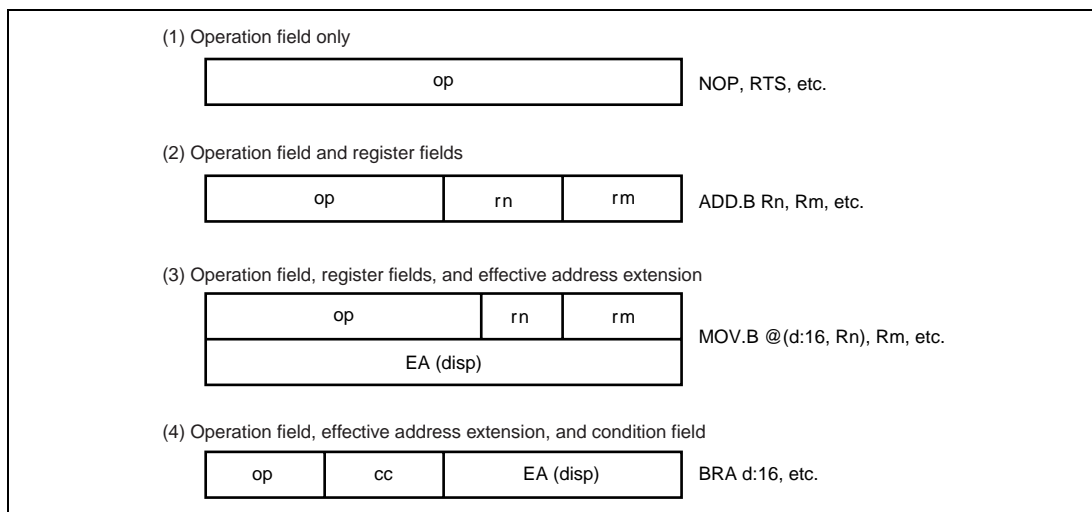 (1) Operation field only
op
NOP, RTS, etc.
(2) Operation field and register fields
op rn rm
ADD.B Rn, Rm, etc.
(3) Operation field, register fields, and effective address extension
op rn rm
MOV.B @(d:16, Rn), Rm, etc.
EA (disp)
(4) Operation field, effective address extension, and condition field
op cc EA (disp)
BRA d:16, etc.